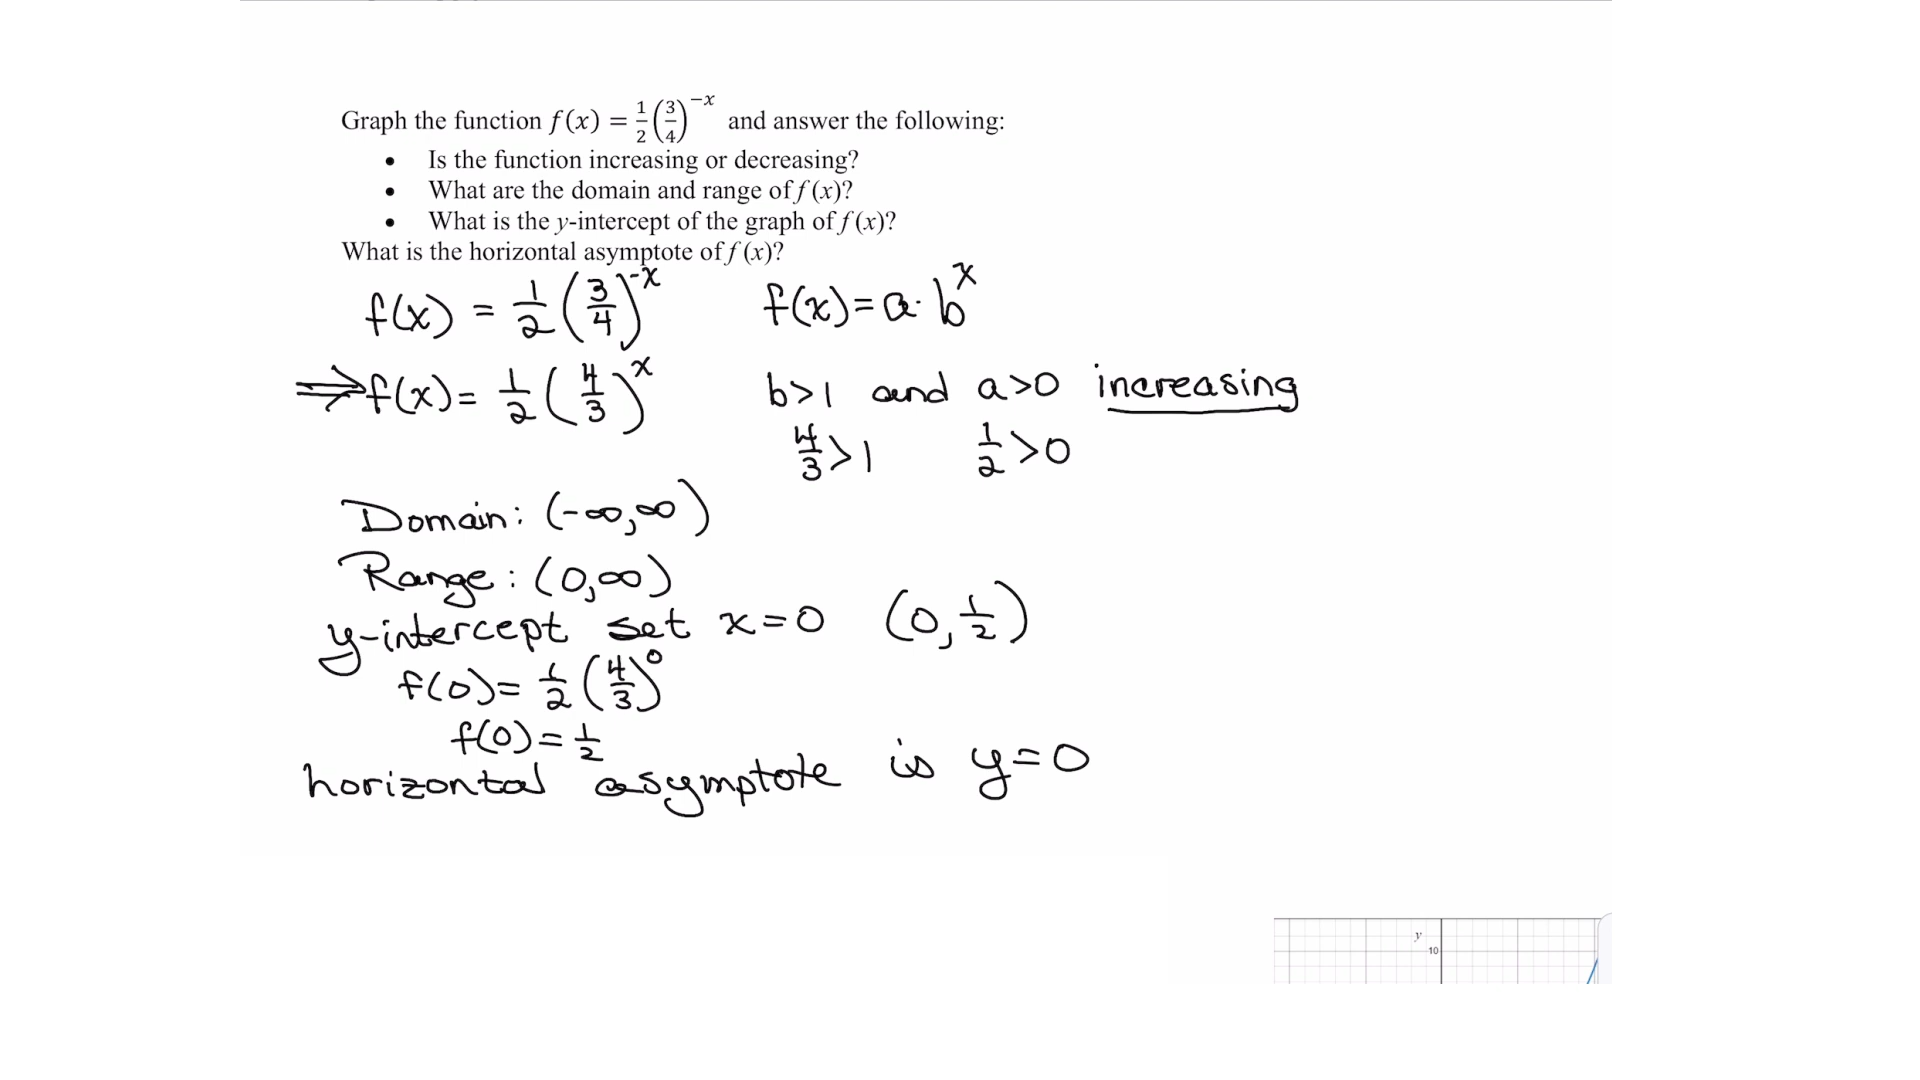 Graph the function f(x) = 1/2 (3/4)^{-x} and answer the following:
• Is the function increasing or decreasing?
• What are the domain and range of f(x)?
• What is the y-intercept of the graph of f(x)?
What is the horizontal asymptote of f(x)?
f(x) = 1/2 (3/4)^{-x} f(x) = a · b^x
⇒ f(x) = 1/2 (4/3)^x b>1 and a>0 increasing
4/3 > 1 1/2 > 0
Domain: (-∞,∞)
Range: (0,∞)
y-intercept set x=0 (0, 1/2)
f(0) = 1/2 (4/3)^0
f(0) = 1/2
horizontal asymptote is y=0
y
10